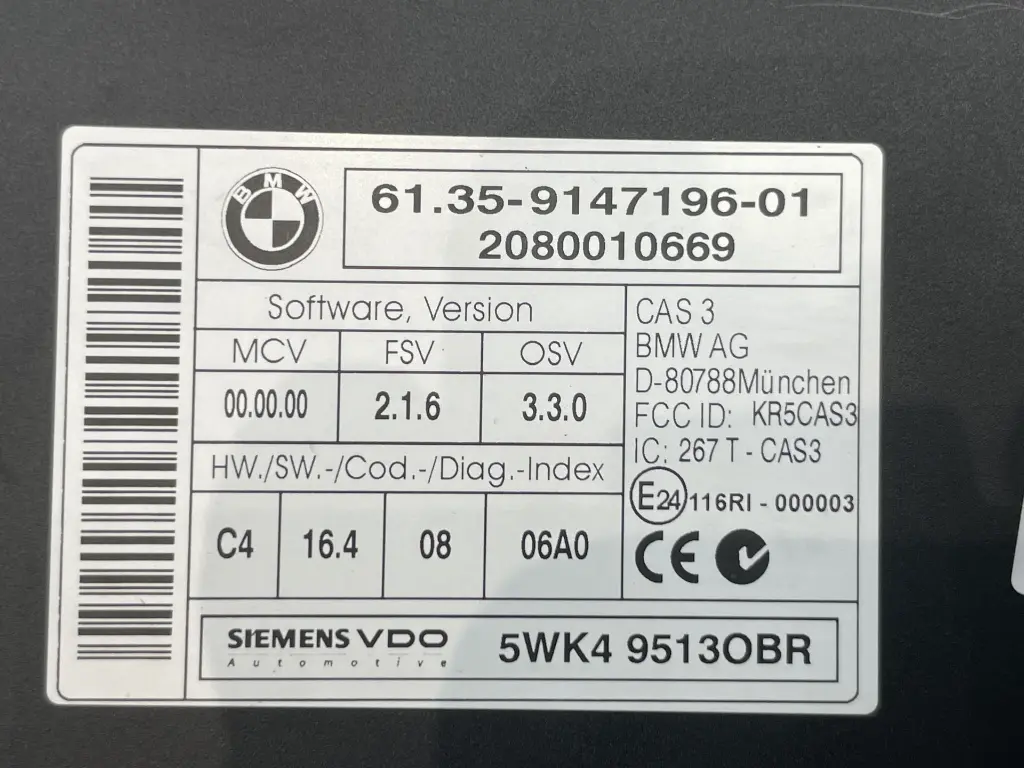 BMW
61.35-9147196-01
2080010669
Software, Version
MCV FSV OSV
00.00.00 2.1.6 3.3.0
HW./SW.-/Cod.-/Diag.-Index
C4 16.4 08 06A0
CAS 3
BMW AG
D-80788München
FCC ID: KR5CAS3
IC: 267 T - CAS3
E24 116RI - 000003
CE
SIEMENS VDO
Automotive
5WK4 9513OBR